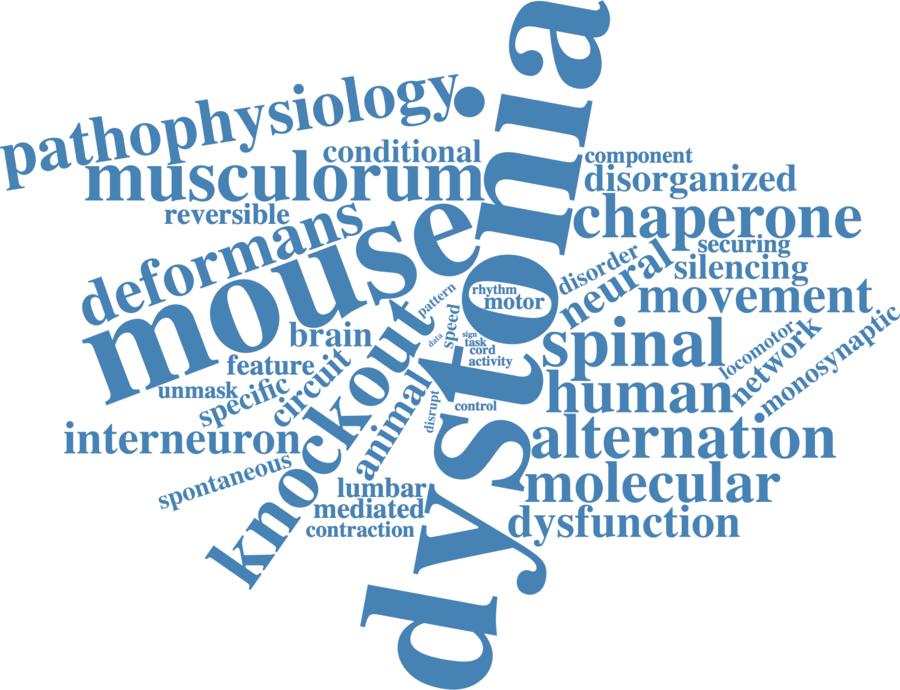 dystonia
pathophysiology
conditional
musculorum
reversible
deformans
mouse
component
disorganized
chaperone
securing
disorder
neural
silencing
movement
rhythm
motor
pattern
speed
data
sign
task
cord
activity
brain
feature
circuit
unmask
specific
knockout
animal
disrupt
control
spinal
human
locomotor
network
monosynaptic
interneuron
alternation
spontaneous
lumbar
mediated
contraction
molecular
dysfunction